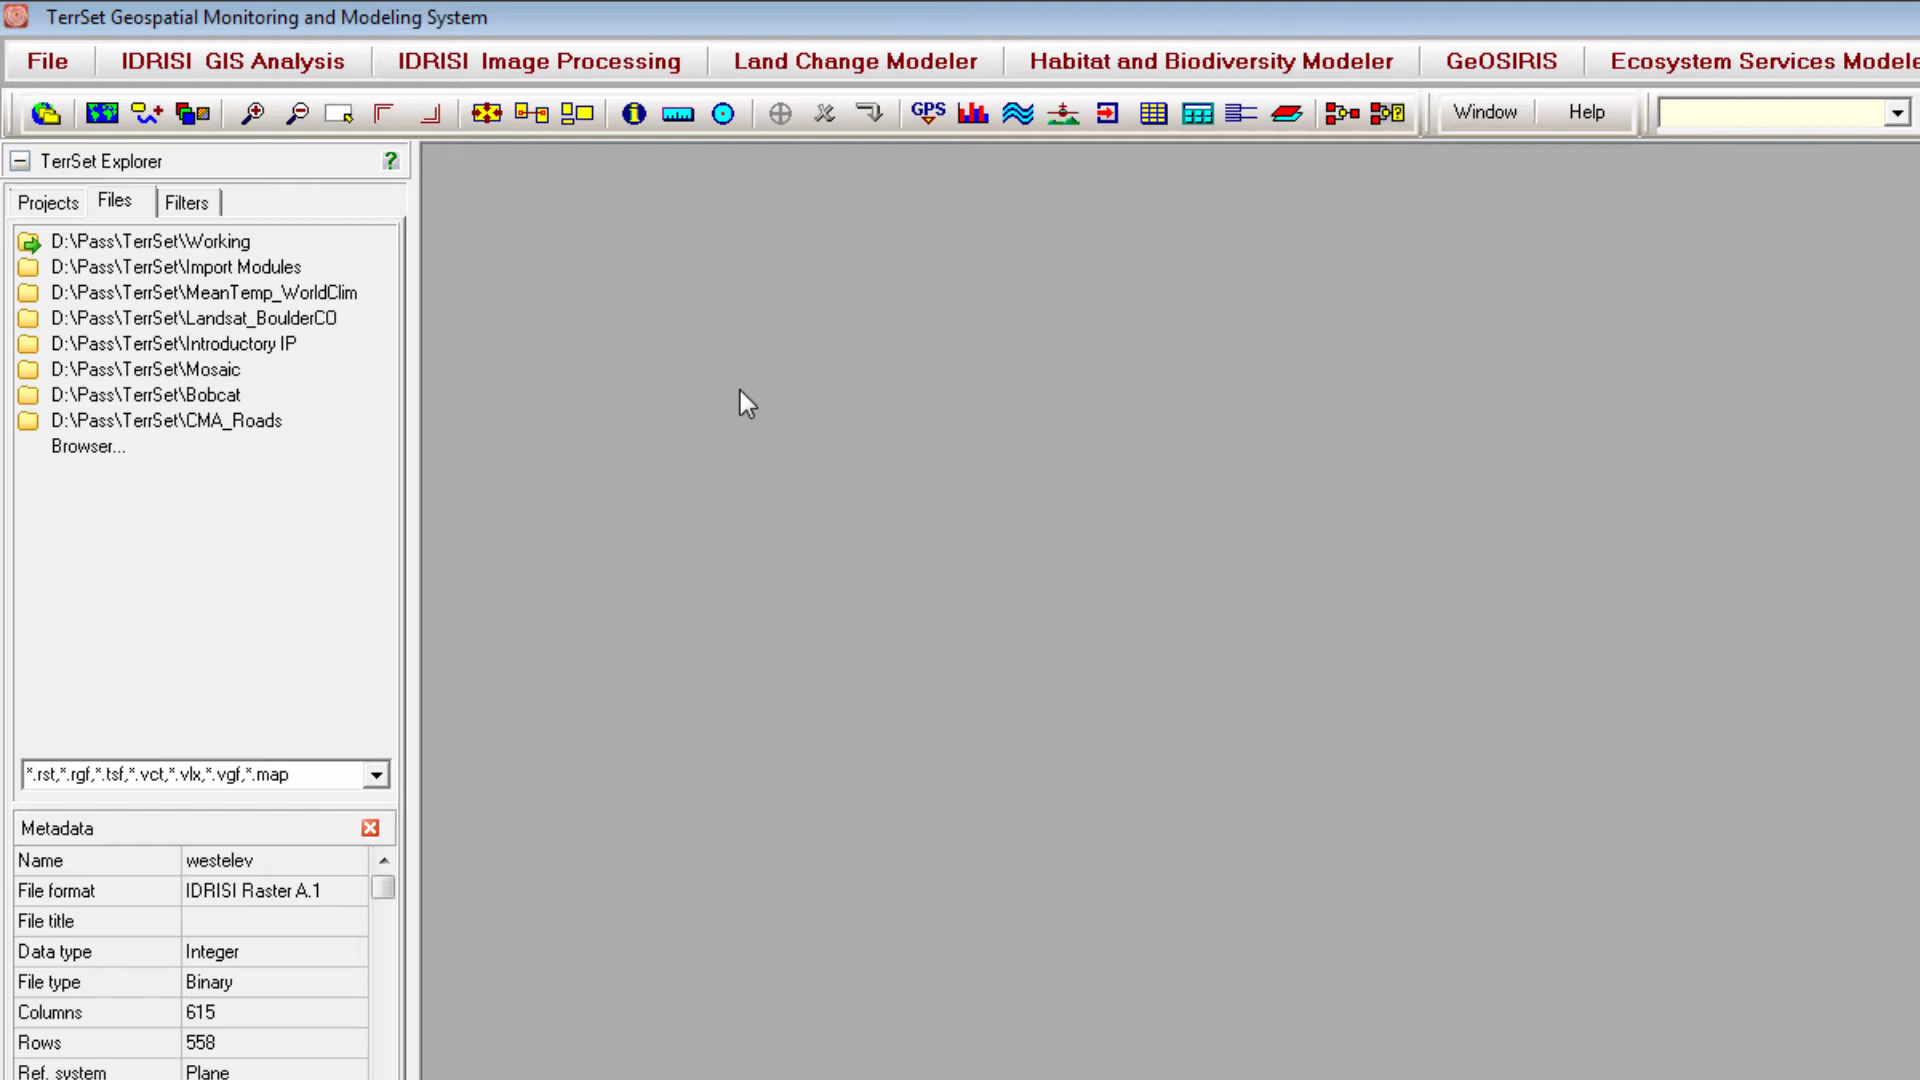 TerrSet Geospatial Monitoring and Modeling System
File IDRISI GIS Analysis IDRISI Image Processing Land Change Modeler Habitat and Biodiversity Modeler GeOSIRIS Ecosystem Services Modele
GPS Window Help
TerrSet Explorer ?
Projects Files Filters
D:\Pass\TerrSet\Working
D:\Pass\TerrSet\Import Modules
D:\Pass\TerrSet\MeanTemp_WorldClim
D:\Pass\TerrSet\Landsat_BoulderCO
D:\Pass\TerrSet\Introductory IP
D:\Pass\TerrSet\Mosaic
D:\Pass\TerrSet\Bobcat
D:\Pass\TerrSet\CMA_Roads
Browser...
*.rst,*.rgf,*.tsf,*.vct,*.vlx,*.vgf,*.map
Metadata
Name westelev
File format IDRISI Raster A.1
File title
Data type Integer
File type Binary
Columns 615
Rows 558
Ref. system Plane